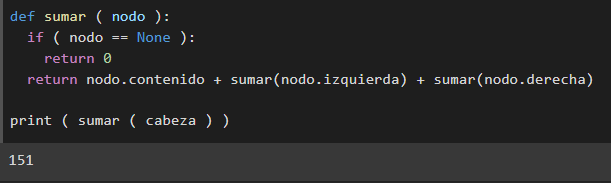 def sumar ( nodo ):
  if ( nodo == None ):
    return 0
  return nodo.contenido + sumar(nodo.izquierda) + sumar(nodo.derecha)
print ( sumar ( cabeza ) )
151